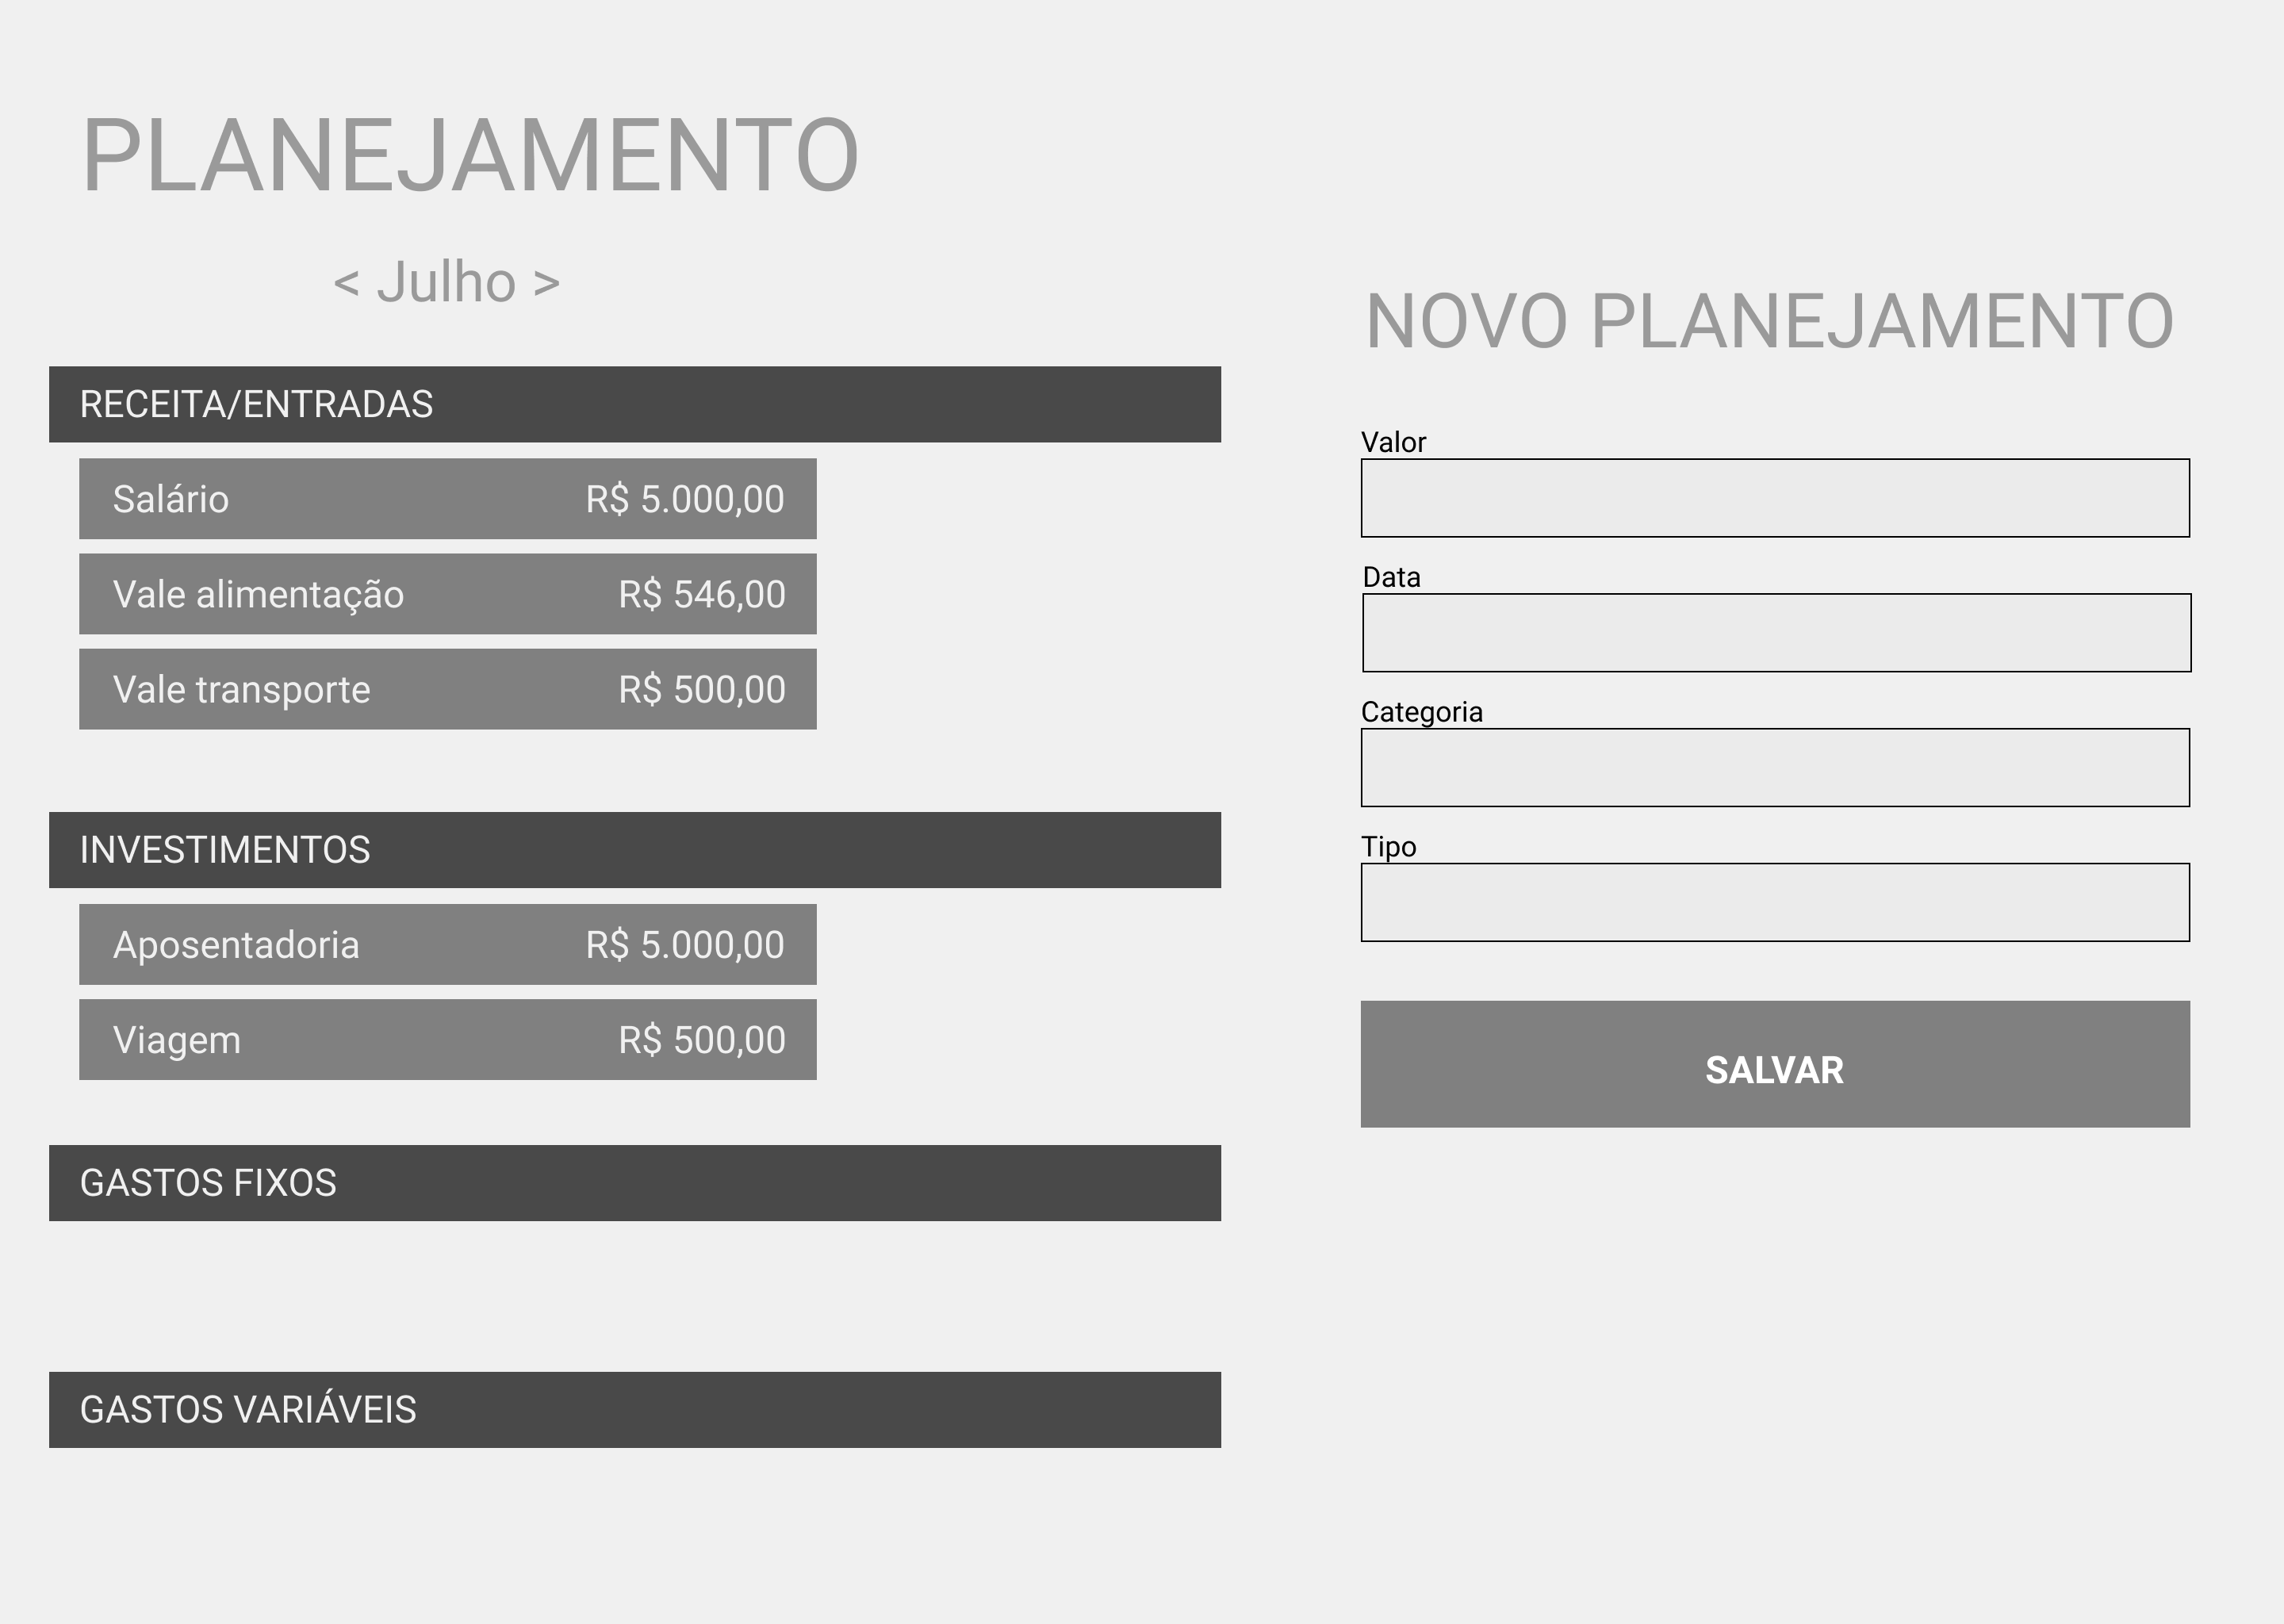 PLANEJAMENTO
< Julho >
RECEITA/ENTRADAS
Salário R$ 5.000,00
Vale alimentação R$ 546,00
Vale transporte R$ 500,00
INVESTIMENTOS
Aposentadoria R$ 5.000,00
Viagem R$ 500,00
GASTOS FIXOS
GASTOS VARIÁVEIS
NOVO PLANEJAMENTO
Valor
Data
Categoria
Tipo
SALVAR